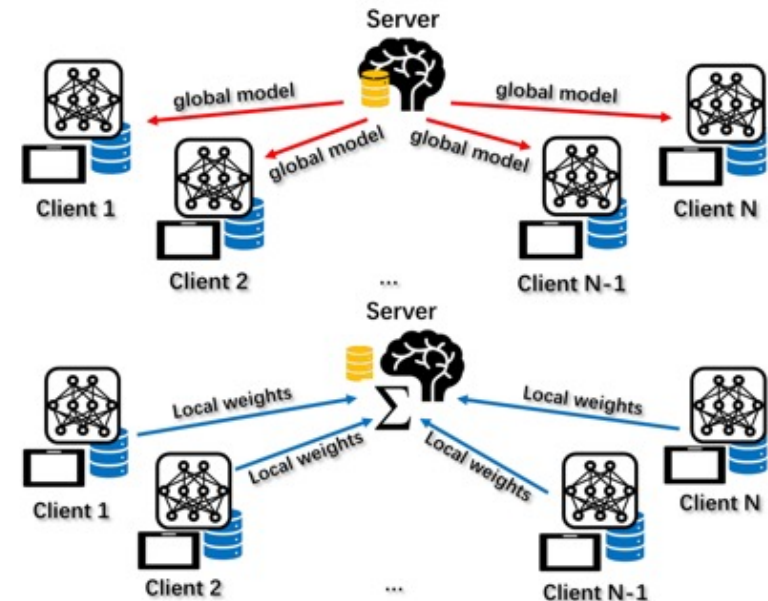 Server
global model
global model
global model
global model
Client 1
Client 2
...
Client N-1
Client N
Server
Local weights
Local weights
Local weights
Local weights
Σ
Client 1
Client 2
...
Client N-1
Client N